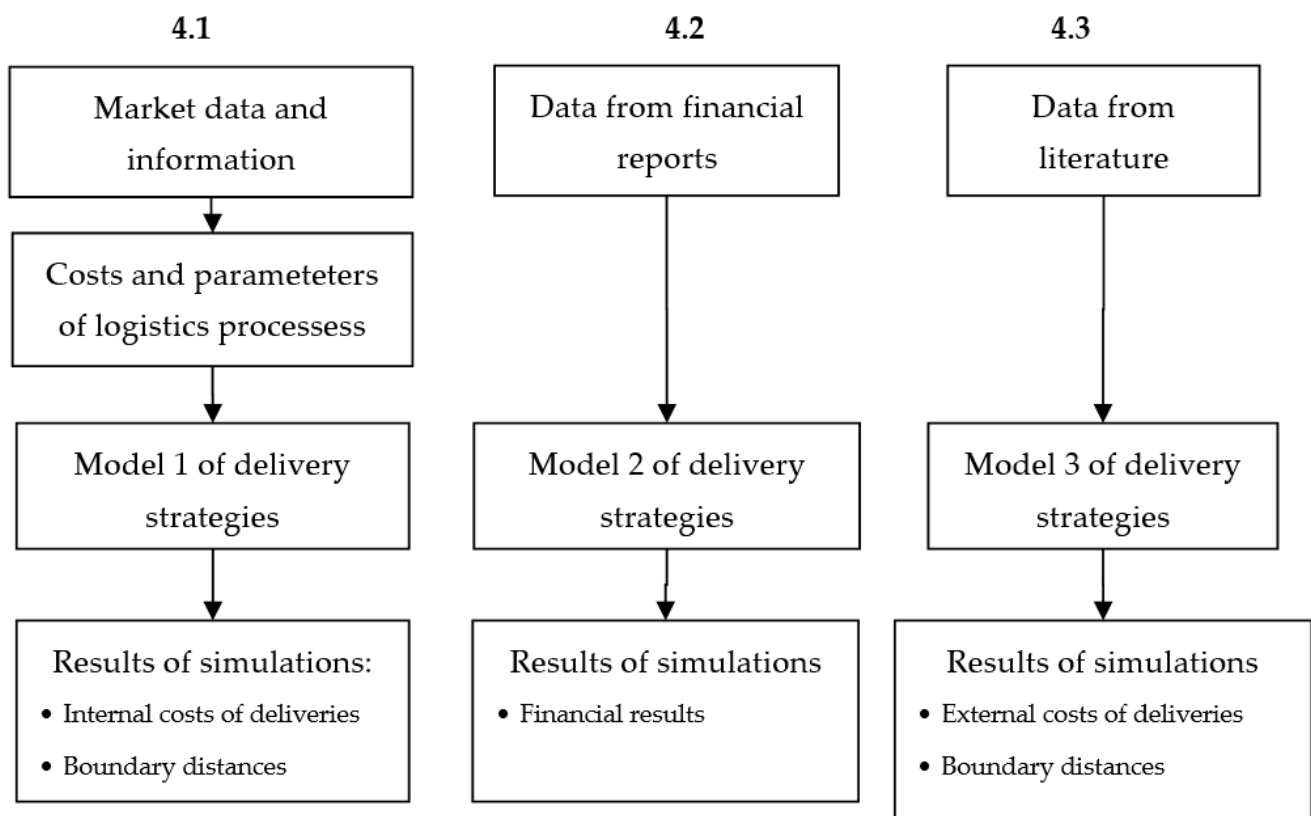 4.1
Market data and
information
Costs and parameteters
of logistics processess
Model 1 of delivery
strategies
Results of simulations:
• Internal costs of deliveries
• Boundary distances
4.2
Data from financial
reports
Model 2 of delivery
strategies
Results of simulations
• Financial results
4.3
Data from
literature
Model 3 of delivery
strategies
Results of simulations
• External costs of deliveries
• Boundary distances